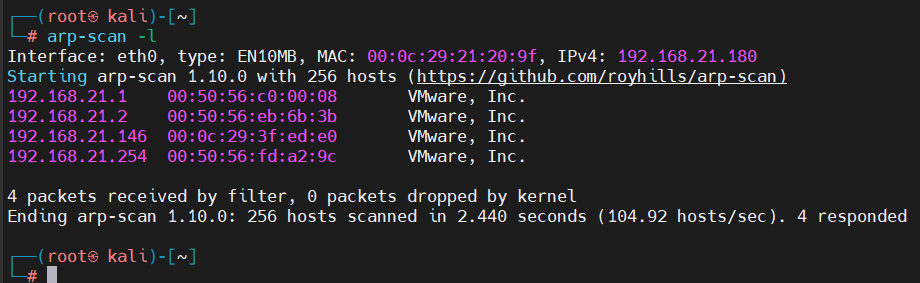 ┌──(root㉿ kali)-[~]
└─# arp-scan -l
Interface: eth0, type: EN10MB, MAC: 00:0c:29:21:20:9f, IPv4: 192.168.21.180
Starting arp-scan 1.10.0 with 256 hosts (https://github.com/royhills/arp-scan)
192.168.21.1    00:50:56:c0:00:08       VMware, Inc.
192.168.21.2    00:50:56:eb:6b:3b       VMware, Inc.
192.168.21.146  00:0c:29:3f:ed:e0       VMware, Inc.
192.168.21.254  00:50:56:fd:a2:9c       VMware, Inc.
4 packets received by filter, 0 packets dropped by kernel
Ending arp-scan 1.10.0: 256 hosts scanned in 2.440 seconds (104.92 hosts/sec). 4 responded
┌──(root㉿ kali)-[~]
└─#